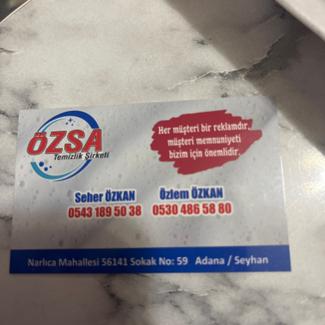 ÖZSA
Temizlik Şirketi
Her müşteri bir reklamdır,
müşteri memnuniyeti
bizim için önemlidir.
Seher ÖZKAN
0543 189 50 38
Özlem ÖZKAN
0530 486 58 80
Narlıca Mahallesi 56141 Sokak No: 59 Adana / Seyhan